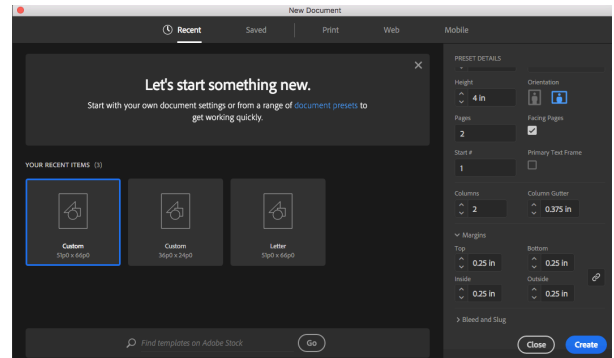 New Document
Recent
Saved
Print
Web
Mobile
Let's start something new.
Start with your own document settings or from a range of document presets to
get working quickly.
YOUR RECENT ITEMS (3)
Custom
51p0 x 66p0
Custom
36p0 x 24p0
Letter
51p0 x 66p0
Find templates on Adobe Stock
Go
PRESET DETAILS
Height
Orientation
4 in
Pages
Facing Pages
2
Start #
Primary Text Frame
1
Columns
Column Gutter
2
0.375 in
Margins
Top
Bottom
0.25 in
0.25 in
Inside
Outside
0.25 in
0.25 in
> Bleed and Slug
Close
Create